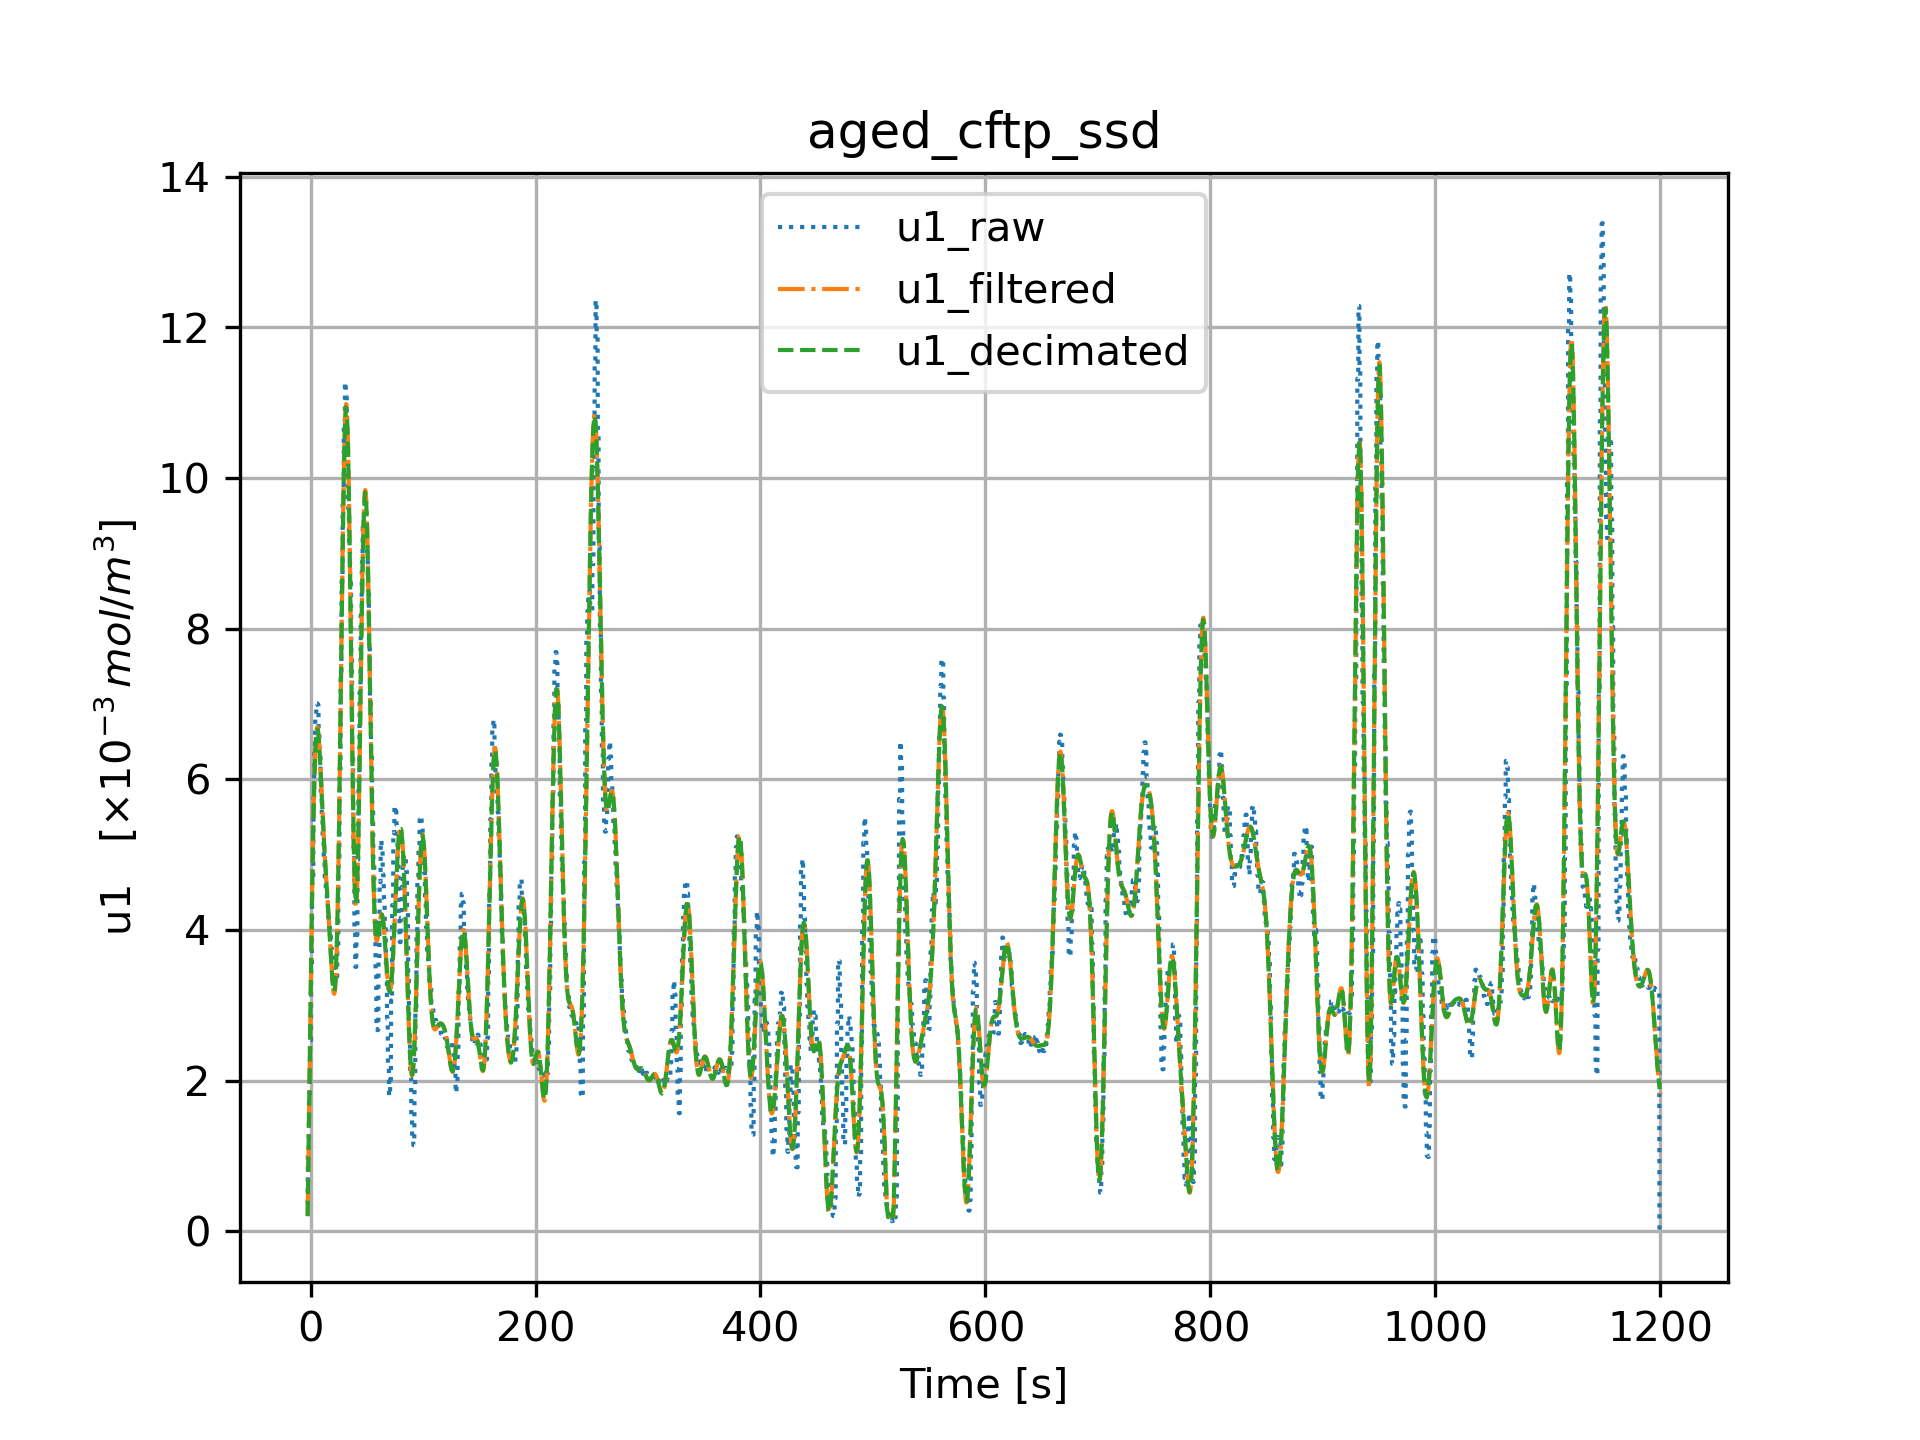 aged_cftp_ssd
14
12
10
8
6
4
2
0
u1 [×10⁻³ mol/m³]
u1_raw
u1_filtered
u1_decimated
0 200 400 600 800 1000 1200
Time [s]